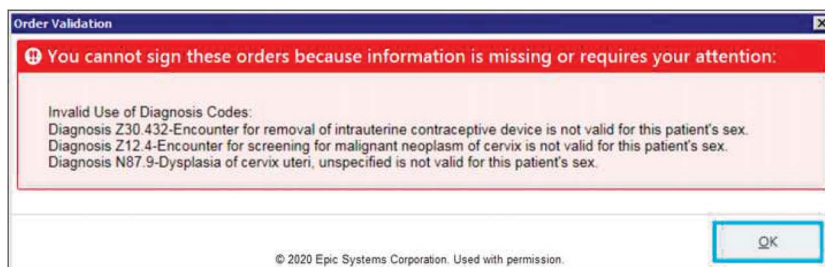 Order Validation
You cannot sign these orders because information is missing or requires your attention:
Invalid Use of Diagnosis Codes:
Diagnosis Z30.432-Encounter for removal of intrauterine contraceptive device is not valid for this patient's sex.
Diagnosis Z12.4-Encounter for screening for malignant neoplasm of cervix is not valid for this patient's sex.
Diagnosis N87.9-Dysplasia of cervix uteri, unspecified is not valid for this patient's sex.
OK
© 2020 Epic Systems Corporation. Used with permission.